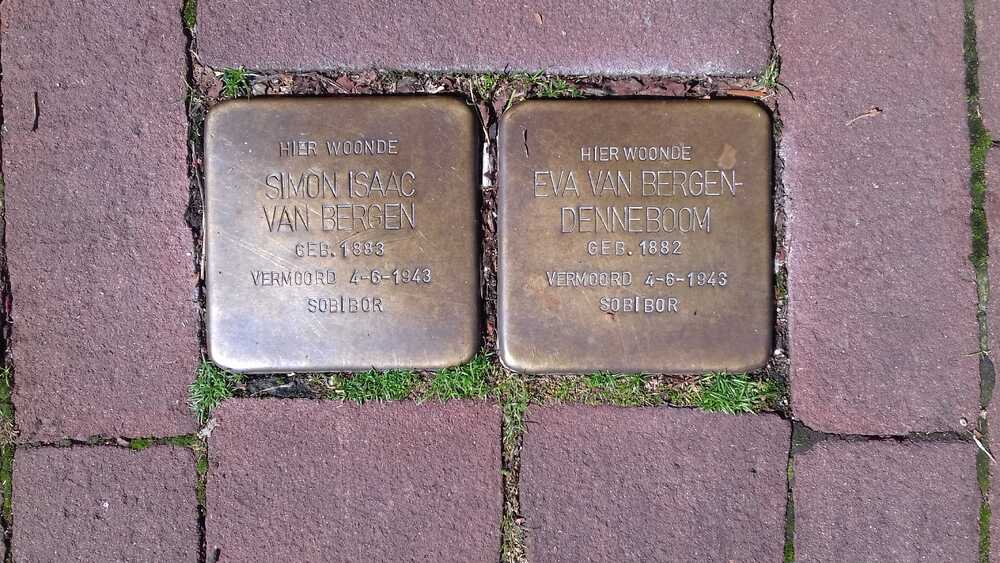 HIER WOONDE
SIMON ISAAC
VAN BERGEN
GEB. 1883
VERMOORD 4-6-1943
SOBIBOR
HIER WOONDE
EVA VAN BERGEN-
DENNEBOOM
GEB. 1882
VERMOORD 4-6-1943
SOBIBOR